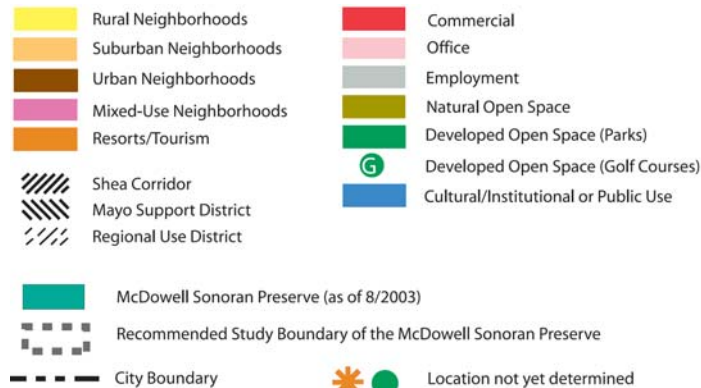 Rural Neighborhoods
Suburban Neighborhoods
Urban Neighborhoods
Mixed-Use Neighborhoods
Resorts/Tourism
Shea Corridor
Mayo Support District
Regional Use District
Commercial
Office
Employment
Natural Open Space
Developed Open Space (Parks)
G Developed Open Space (Golf Courses)
Cultural/Institutional or Public Use
McDowell Sonoran Preserve (as of 8/2003)
Recommended Study Boundary of the McDowell Sonoran Preserve
City Boundary
Location not yet determined